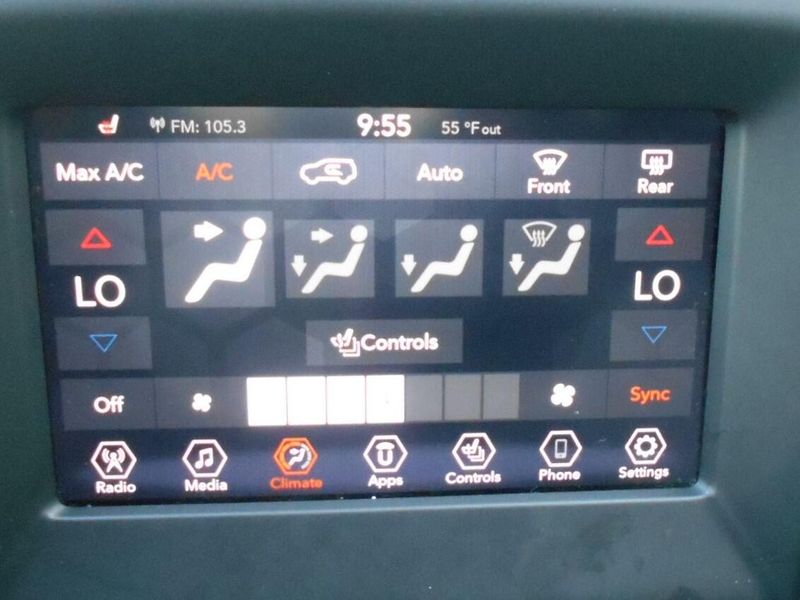 FM: 105.3 9:55 55 °F out
Max A/C A/C Auto Front Rear
LO LO
Controls
Off Sync
Radio Media Climate Apps Controls Phone Settings